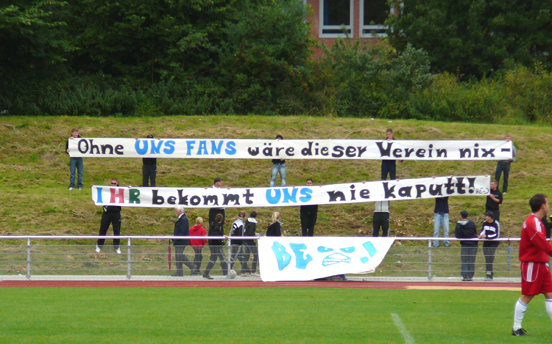 Ohne UNS FANS wäre dieser Verein nix!
IHR bekommt UNS nie kaputt!